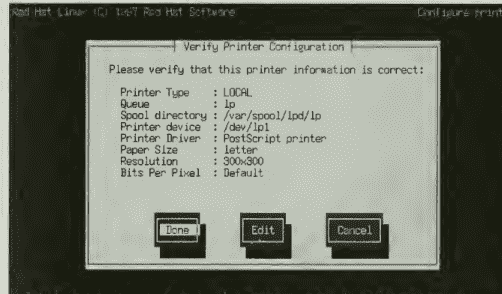 Red Hat Linux (C) 1997 Red Hat Software
Configure print
Verify Printer Configuration
Please verify that this printer information is correct:
Printer Type : LOCAL
Queue : lp
Spool directory : /var/spool/lpd/lp
Printer device : /dev/lp1
Printer Driver : PostScript printer
Paper Size : letter
Resolution : 300x300
Bits Per Pixel : Default
Done Edit Cancel